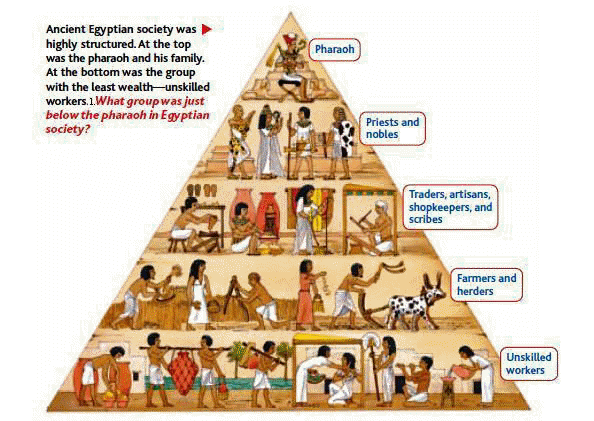 Ancient Egyptian society was
highly structured. At the top
was the pharaoh and his family.
At the bottom was the group
with the least wealth—unskilled
workers.1.What group was just
below the pharaoh in Egyptian
society?
Pharaoh
Priests and
nobles
Traders, artisans,
shopkeepers, and
scribes
Farmers and
herders
Unskilled
workers